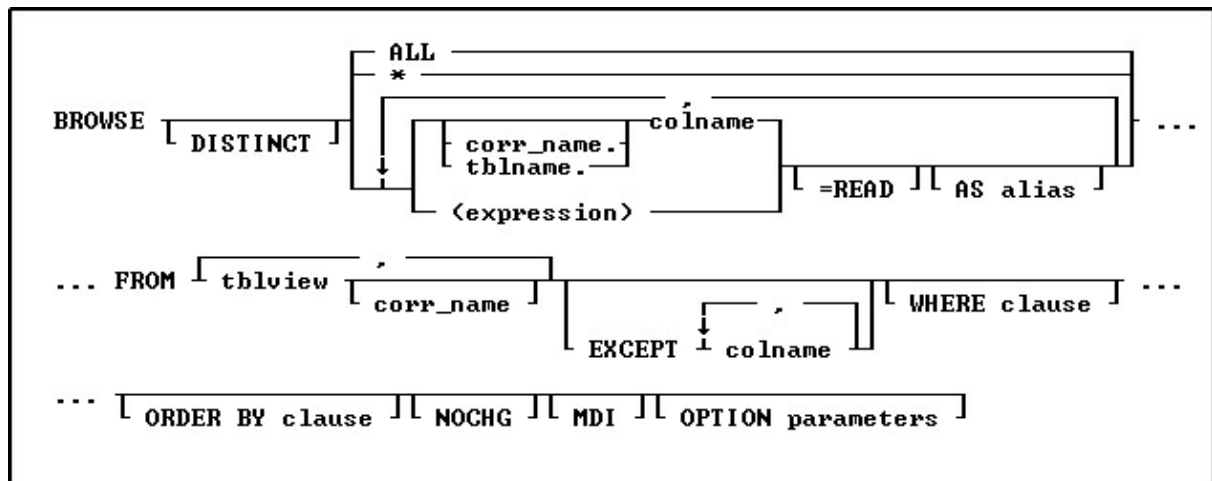 ALL
*
,
BROWSE DISTINCT corr_name. tblname. colname ...
(expression) =READ AS alias
,
... FROM tblview corr_name EXCEPT , colname WHERE clause ...
... ORDER BY clause NOCHG MDI OPTION parameters